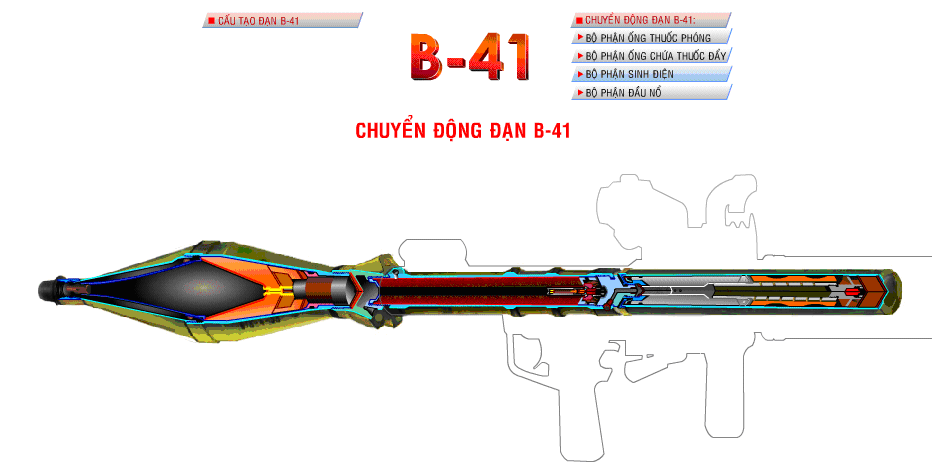 CẤU TẠO ĐẠN B-41
CHUYỂN ĐỘNG ĐẠN B-41:
BỘ PHẬN ỐNG THUỐC PHÓNG
BỘ PHẬN ỐNG CHỨA THUỐC ĐẨY
BỘ PHẬN SINH ĐIỆN
BỘ PHẬN ĐẦU NỔ
B-41
CHUYỂN ĐỘNG ĐẠN B-41